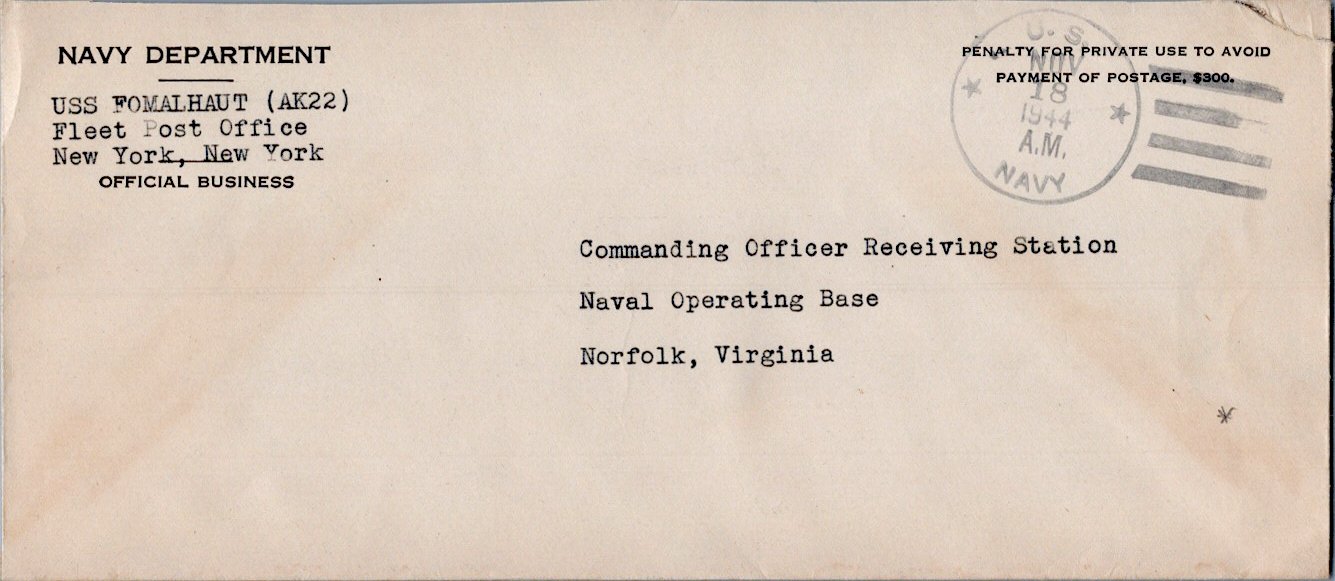 NAVY DEPARTMENT
USS FOMALHAUT (AK22)
Fleet Post Office
New York, New York
OFFICIAL BUSINESS
PENALTY FOR PRIVATE USE TO AVOID
PAYMENT OF POSTAGE, $300.
U. S.
NOV
18
1944
A.M.
NAVY
Commanding Officer Receiving Station
Naval Operating Base
Norfolk, Virginia